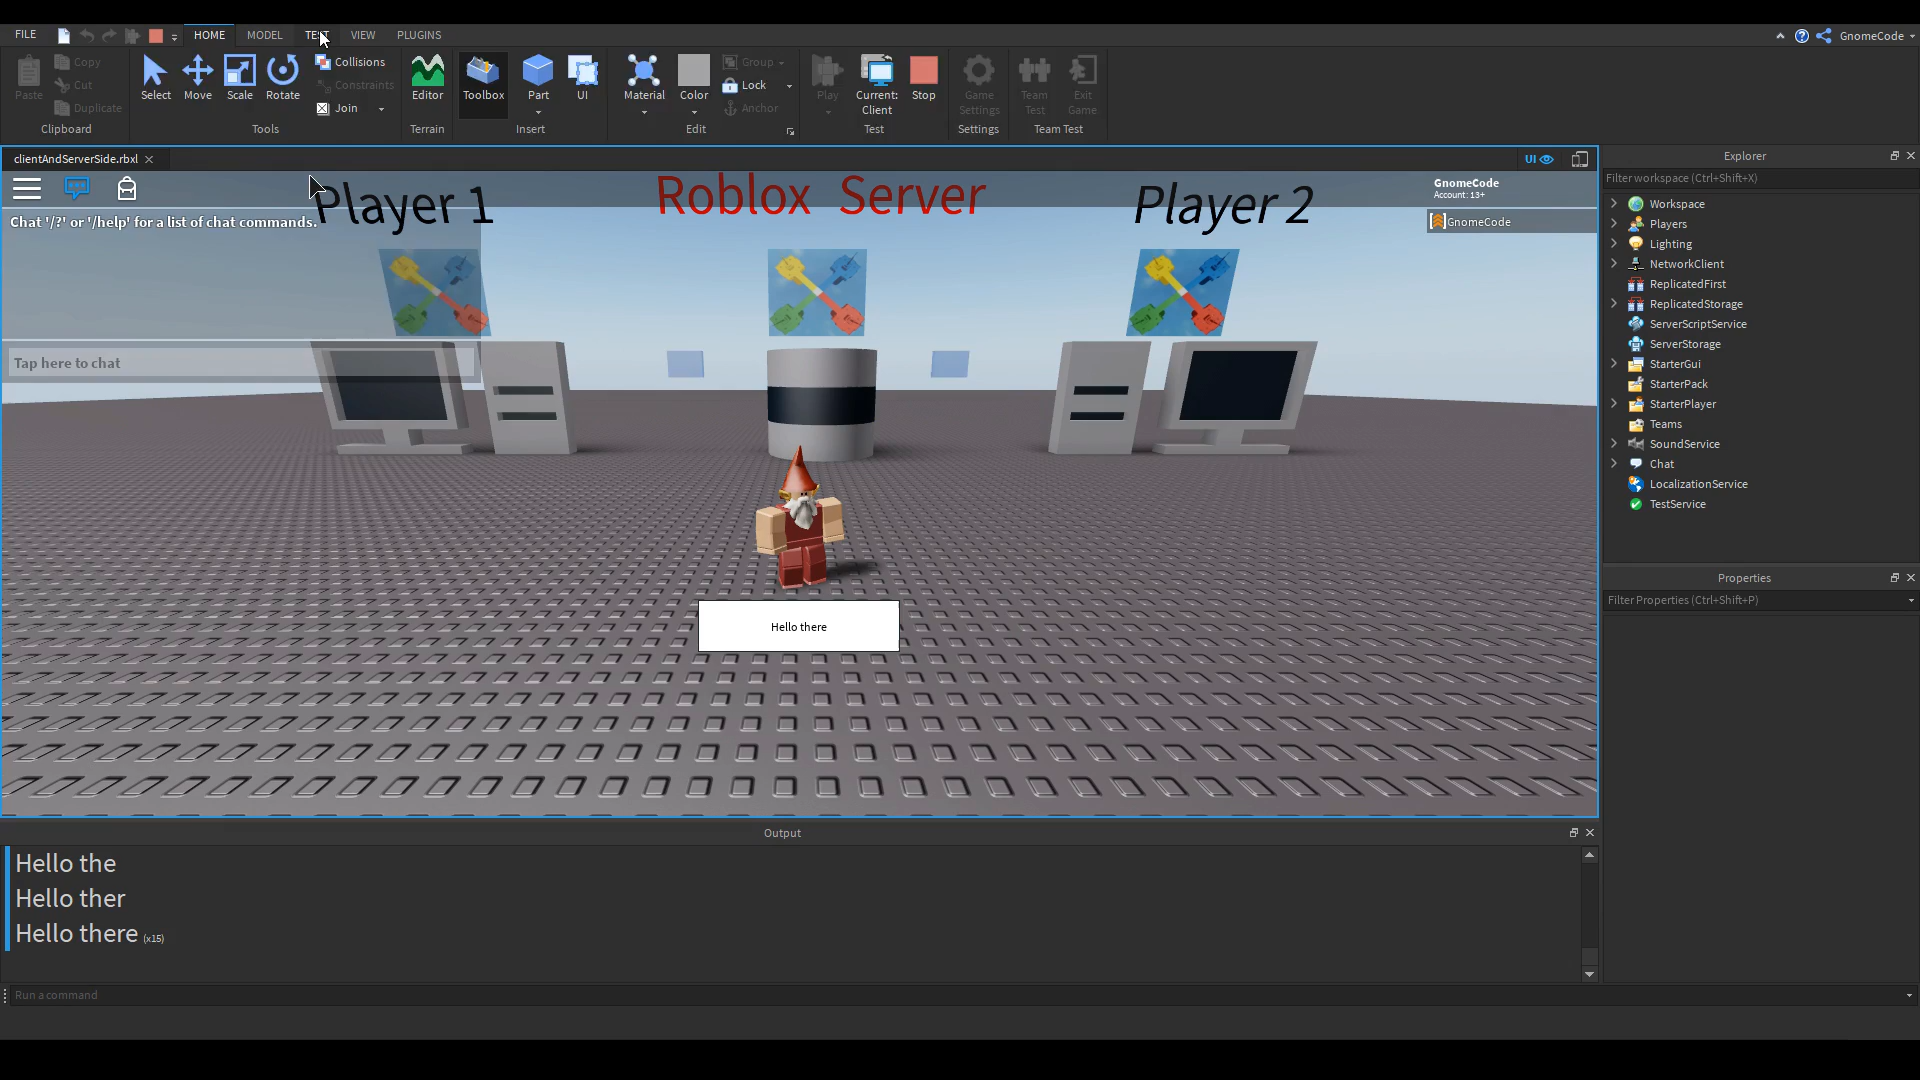 FILE HOME MODEL TEST VIEW PLUGINS GnomeCode
Paste Copy Cut Duplicate Clipboard
Select Move Scale Rotate Collisions Constraints Join Tools
Editor Terrain
Toolbox Part UI Insert
Material Color Group Lock Anchor Edit
Play Current: Client Stop Test
Game Settings Settings
Team Test Exit Game Team Test
clientAndServerSide.rbxl
UI
Chat '/?' or '/help' for a list of chat commands.
Tap here to chat
Player 1 Roblox Server Player 2
GnomeCode
Account: 13+
GnomeCode
Hello there
Explorer
Filter workspace (Ctrl+Shift+X)
Workspace
Players
Lighting
NetworkClient
ReplicatedFirst
ReplicatedStorage
ServerScriptService
ServerStorage
StarterGui
StarterPack
StarterPlayer
Teams
SoundService
Chat
LocalizationService
TestService
Properties
Filter Properties (Ctrl+Shift+P)
Output
Hello the
Hello ther
Hello there (x15)
Run a command